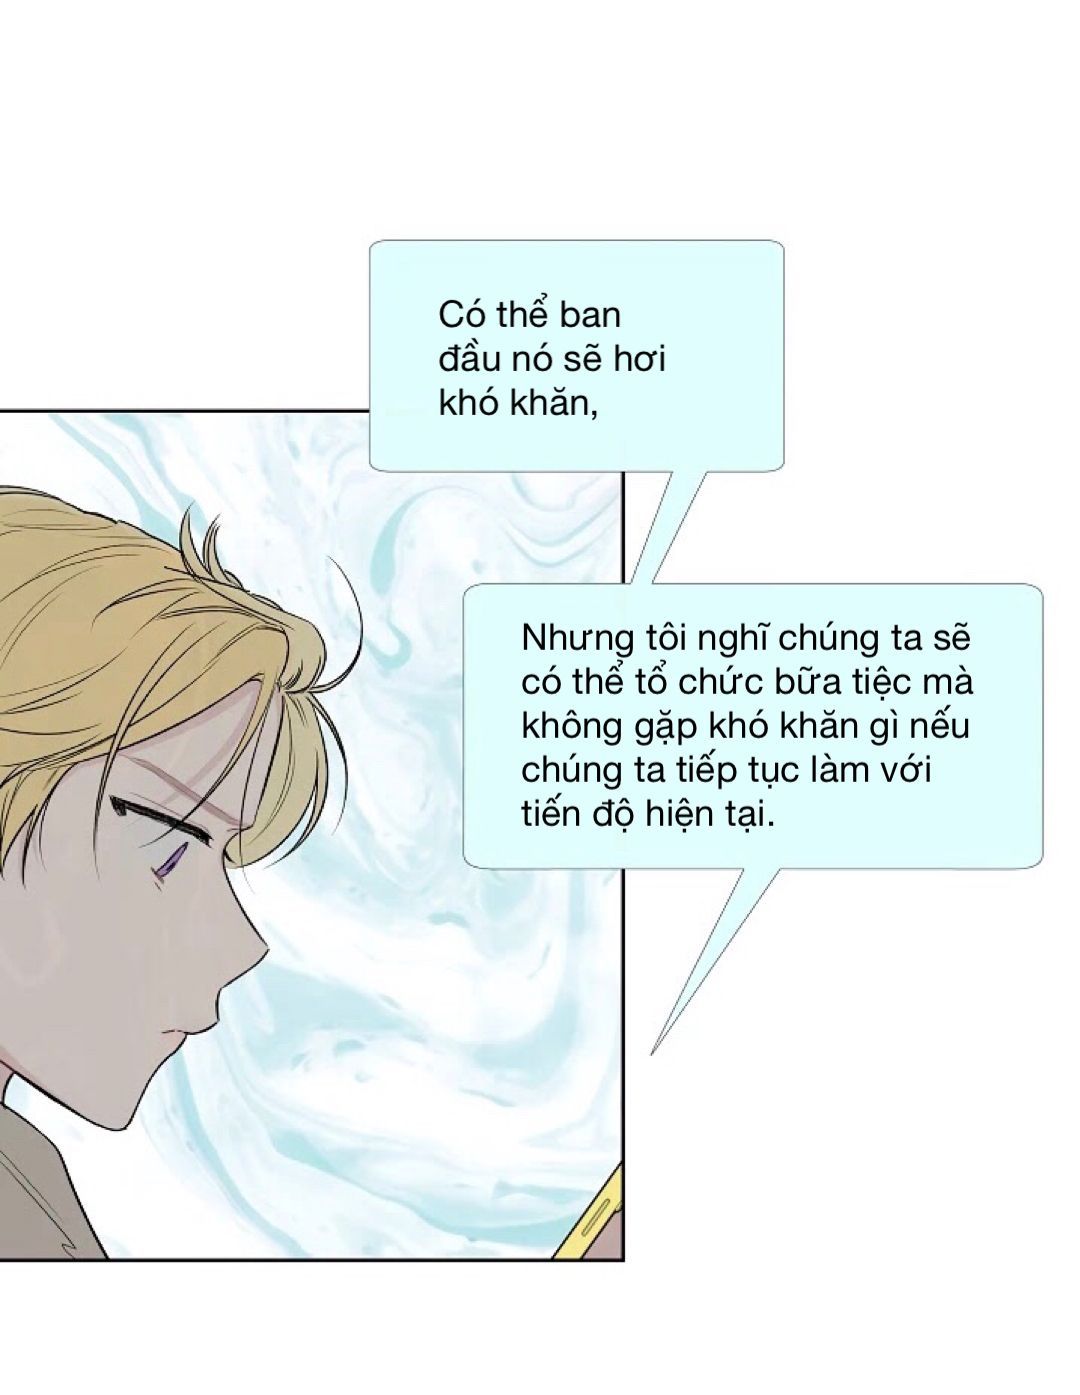 Có thể ban
đầu nó sẽ hơi
khó khăn,
Nhưng tôi nghĩ chúng ta sẽ
có thể tổ chức bữa tiệc mà
không gặp khó khăn gì nếu
chúng ta tiếp tục làm với
tiến độ hiện tại.